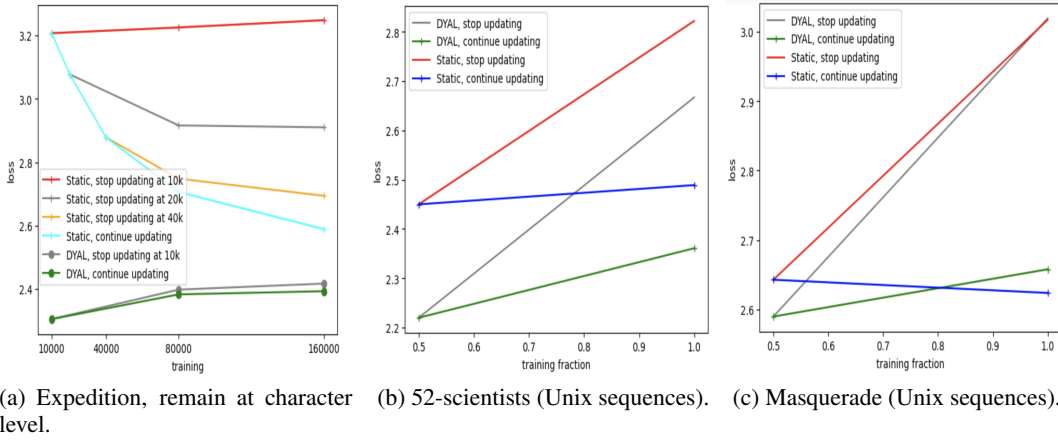 3.2
3.0
2.8
2.6
2.4
loss
Static, stop updating at 10k
Static, stop updating at 20k
Static, stop updating at 40k
Static, continue updating
DYAL, stop updating at 10k
DYAL, continue updating
10000 40000 80000 160000
training
(a) Expedition, remain at character
level.
2.8
2.7
2.6
2.5
2.4
2.3
2.2
loss
DYAL, stop updating
DYAL, continue updating
Static, stop updating
Static, continue updating
0.5 0.6 0.7 0.8 0.9 1.0
training fraction
(b) 52-scientists (Unix sequences).
3.0
2.9
2.8
2.7
2.6
loss
DYAL, stop updating
DYAL, continue updating
Static, stop updating
Static, continue updating
0.5 0.6 0.7 0.8 0.9 1.0
training fraction
(c) Masquerade (Unix sequences).